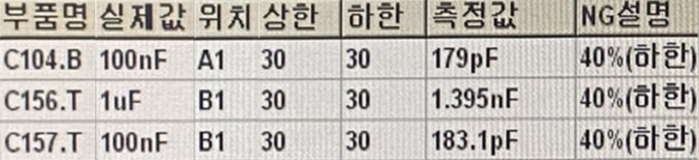 부품명 실제값 위치 상한 하한 측정값 NG설명
C104.B 100nF A1 30 30 179pF 40%(하한)
C156.T 1uF B1 30 30 1.395nF 40%(하한)
C157.T 100nF B1 30 30 183.1pF 40%(하한)